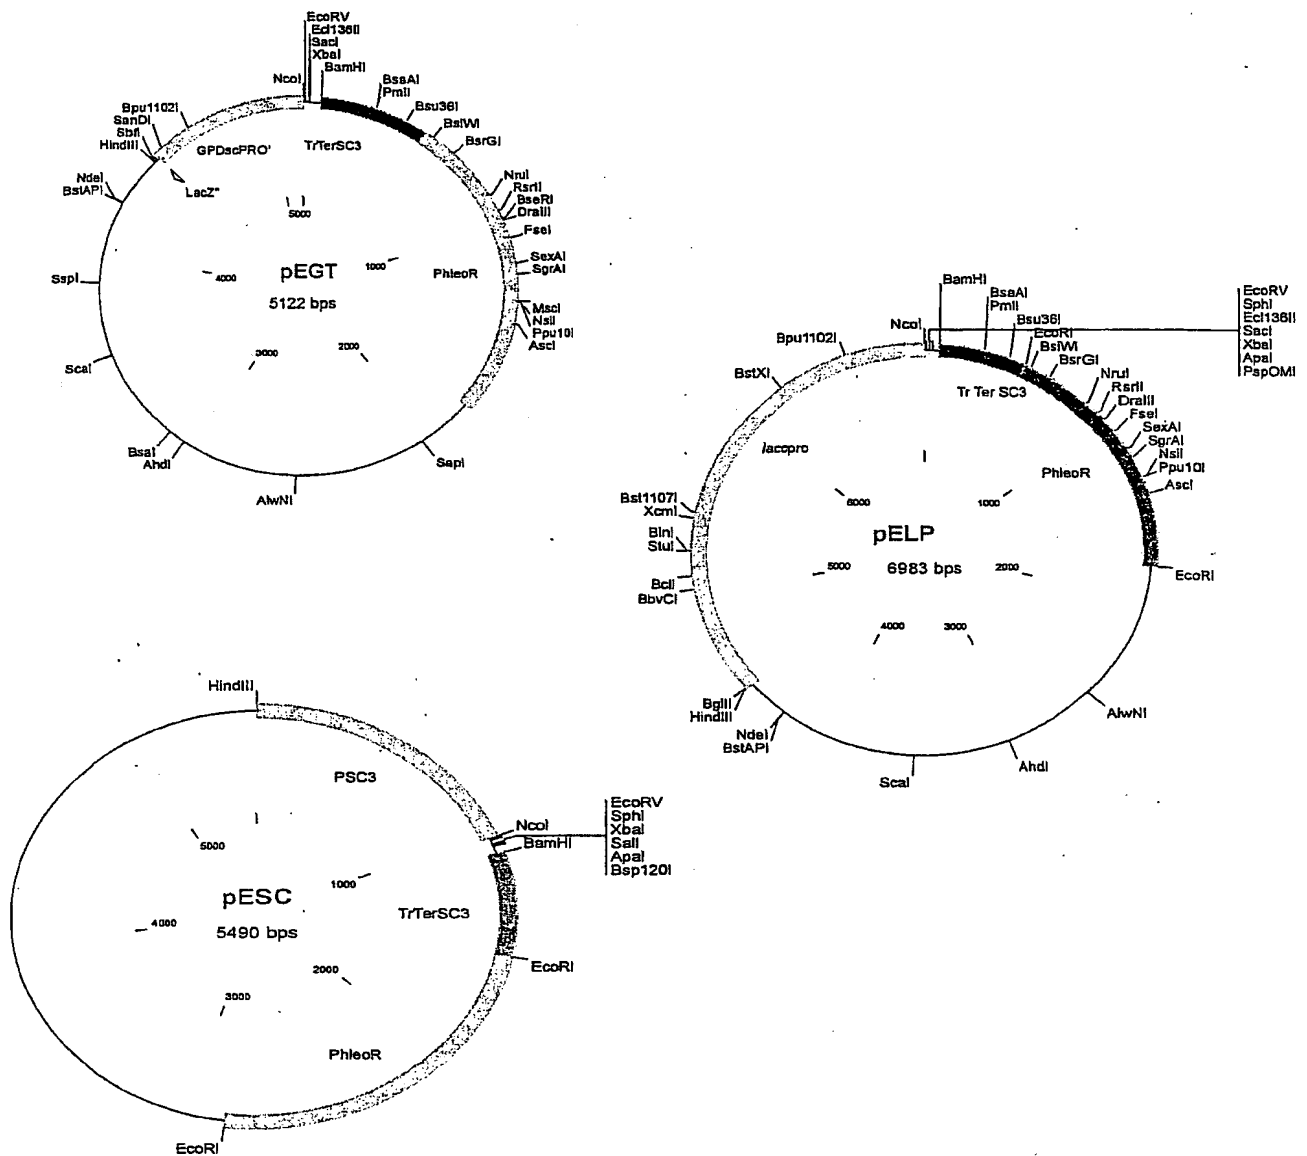 EcoRV
Ecl136II
SacI
XbaI
BamHI
NcoI
BsaAI
PmlI
Bsu36I
BsiWI
BsrGI
Bpu1102I
SanDI
SbfI
HindIII
GPDscPRO'
TrTerSC3
LacZ"
NdeI
BstAPI
NruI
RsrII
BseRI
DraIII
FseI
SexAI
SgrAI
PhleoR
MscI
NsiI
Ppu10I
AscI
SspI
ScaI
BsaI
AhdI
AlwNI
SapI
5000
4000
1000
3000
2000
pEGT
5122 bps
BamHI
BsaAI
PmlI
NcoI
Bsu36I
EcoRI
BsiWI
BsrGI
EcoRV
SphI
Ecl136II
SacI
XbaI
ApaI
PspOMI
Bpu1102I
BstXI
Tr Ter SC3
NruI
RsrII
DraIII
FseI
SexAI
SgrAI
NsiI
Ppu10I
AscI
PhleoR
laccpro
Bst1107I
XcmI
BlnI
StuI
BclI
BbvCI
6000
1000
5000
2000
4000
3000
pELP
6983 bps
EcoRI
BglII
HindIII
NdeI
BstAPI
ScaI
AhdI
AlwNI
HindIII
PSC3
NcoI
BamHI
EcoRV
SphI
XbaI
SalI
ApaI
Bsp120I
5000
1000
4000
2000
3000
pESC
5490 bps
TrTerSC3
EcoRI
PhleoR
EcoRI